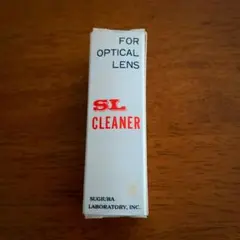 FOR
OPTICAL
LENS
SL
CLEANER
SUGIURA
LABORATORY, INC.